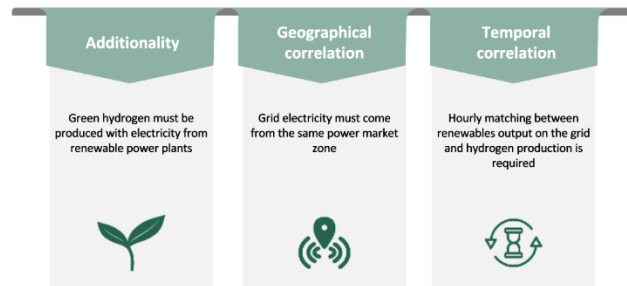 Additionality
Green hydrogen must be
produced with electricity from
renewable power plants
Geographical
correlation
Grid electricity must come
from the same power market
zone
Temporal
correlation
Hourly matching between
renewables output on the grid
and hydrogen production is
required